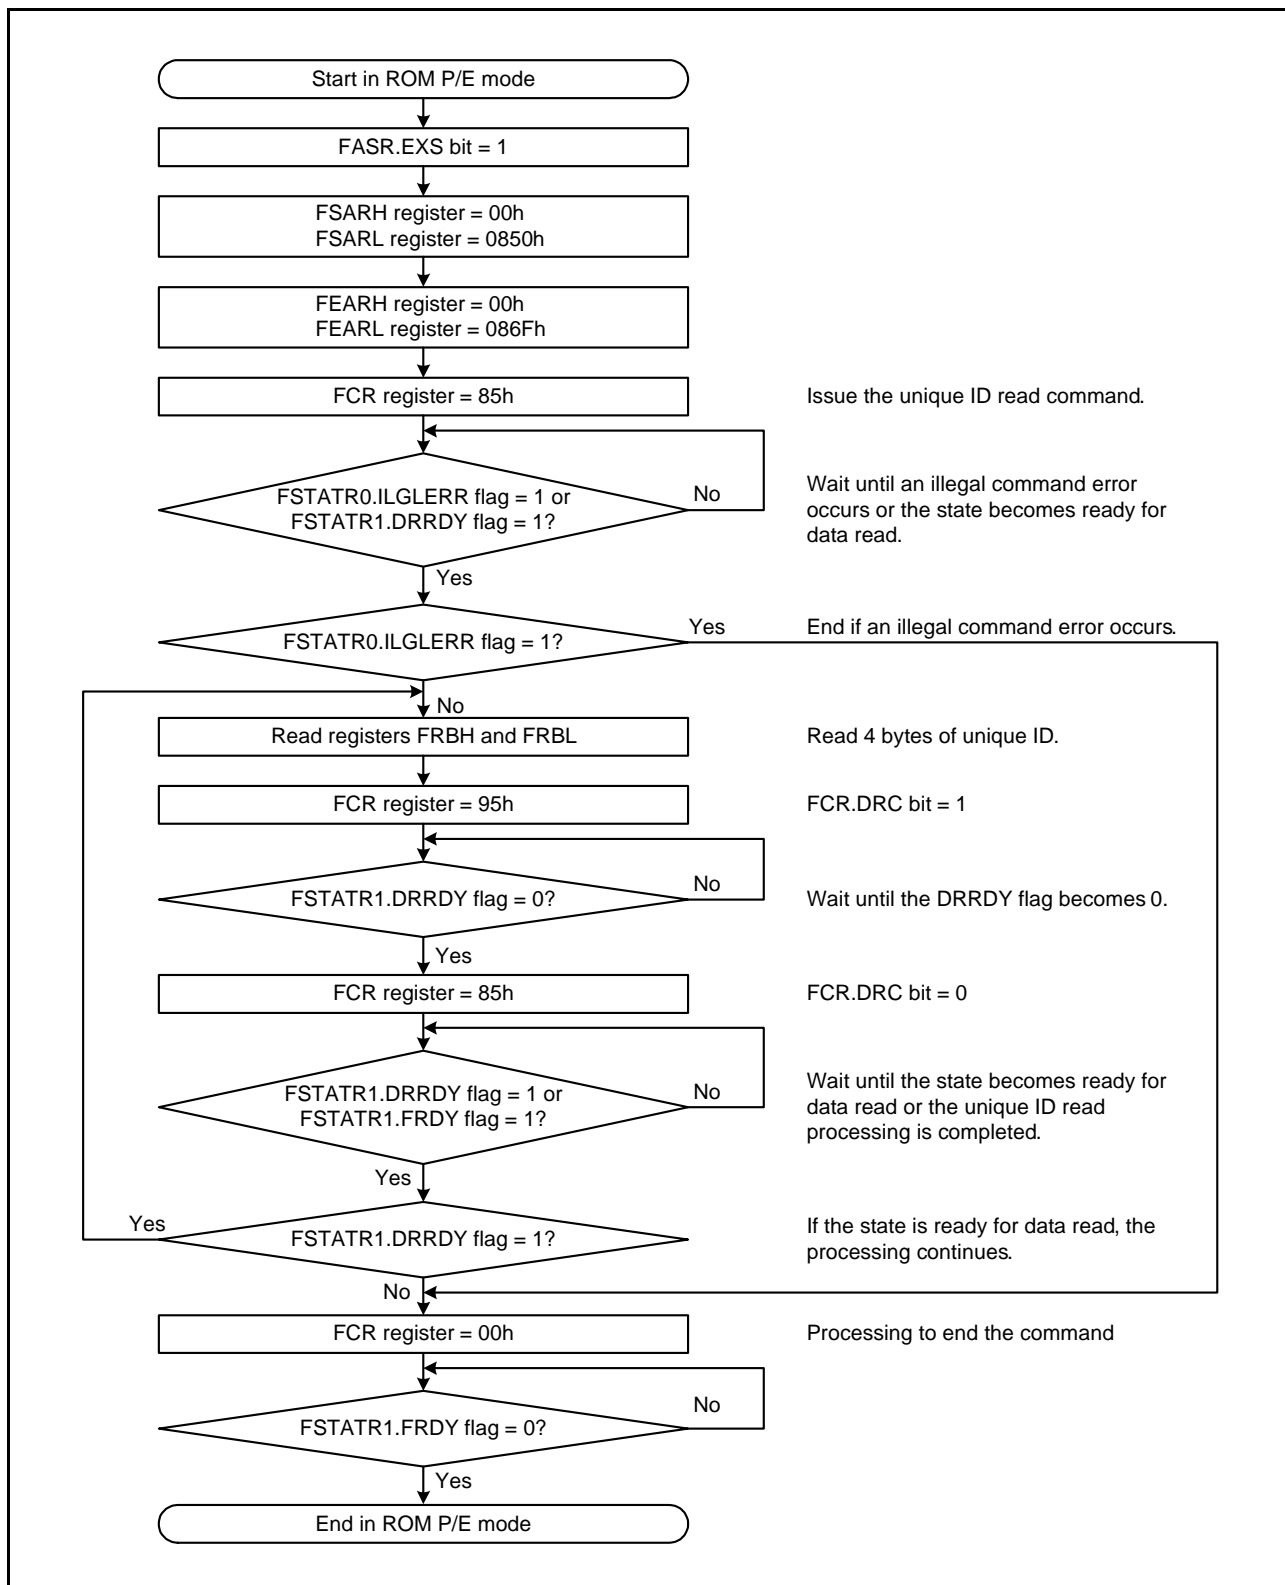 Start in ROM P/E mode
FASR.EXS bit = 1
FSARH register = 00h
FSARL register = 0850h
FEARH register = 00h
FEARL register = 086Fh
FCR register = 85h
Issue the unique ID read command.
FSTATR0.ILGLERR flag = 1 or
FSTATR1.DRRDY flag = 1?
No
Wait until an illegal command error
occurs or the state becomes ready for
data read.
Yes
FSTATR0.ILGLERR flag = 1?
Yes
End if an illegal command error occurs.
No
Read registers FRBH and FRBL
Read 4 bytes of unique ID.
FCR register = 95h
FCR.DRC bit = 1
FSTATR1.DRRDY flag = 0?
No
Wait until the DRRDY flag becomes 0.
Yes
FCR register = 85h
FCR.DRC bit = 0
FSTATR1.DRRDY flag = 1 or
FSTATR1.FRDY flag = 1?
No
Wait until the state becomes ready for
data read or the unique ID read
processing is completed.
Yes
Yes
FSTATR1.DRRDY flag = 1?
If the state is ready for data read, the
processing continues.
No
FCR register = 00h
Processing to end the command
FSTATR1.FRDY flag = 0?
No
Yes
End in ROM P/E mode